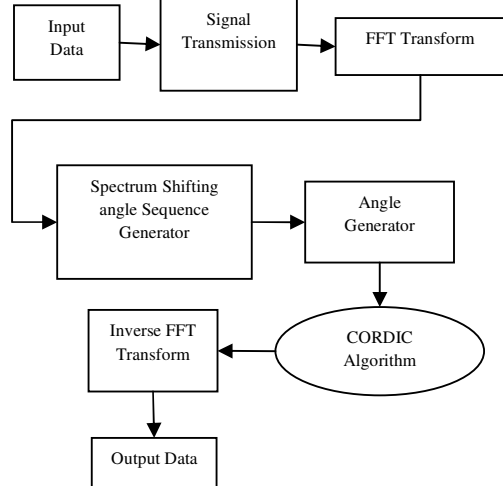 Input
Data
Signal
Transmission
FFT Transform
Spectrum Shifting
angle Sequence
Generator
Angle
Generator
CORDIC
Algorithm
Inverse FFT
Transform
Output Data